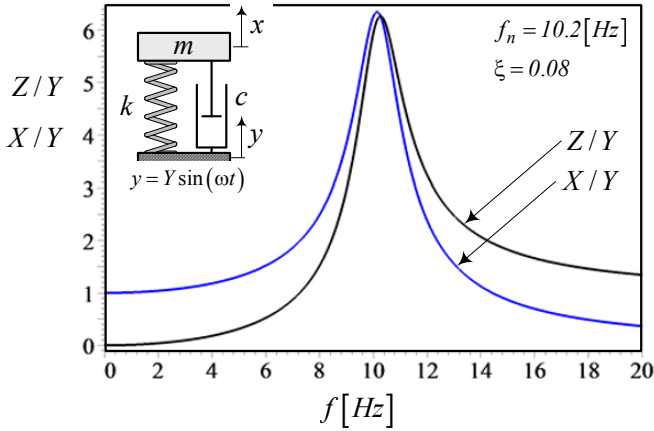 x
m
k
c
y
y = Y sin (ωt)
f_n = 10.2 [Hz]
ξ = 0.08
Z / Y
X / Y
6
5
4
3
2
1
0
Z / Y
X / Y
0 2 4 6 8 10 12 14 16 18 20
f [Hz]